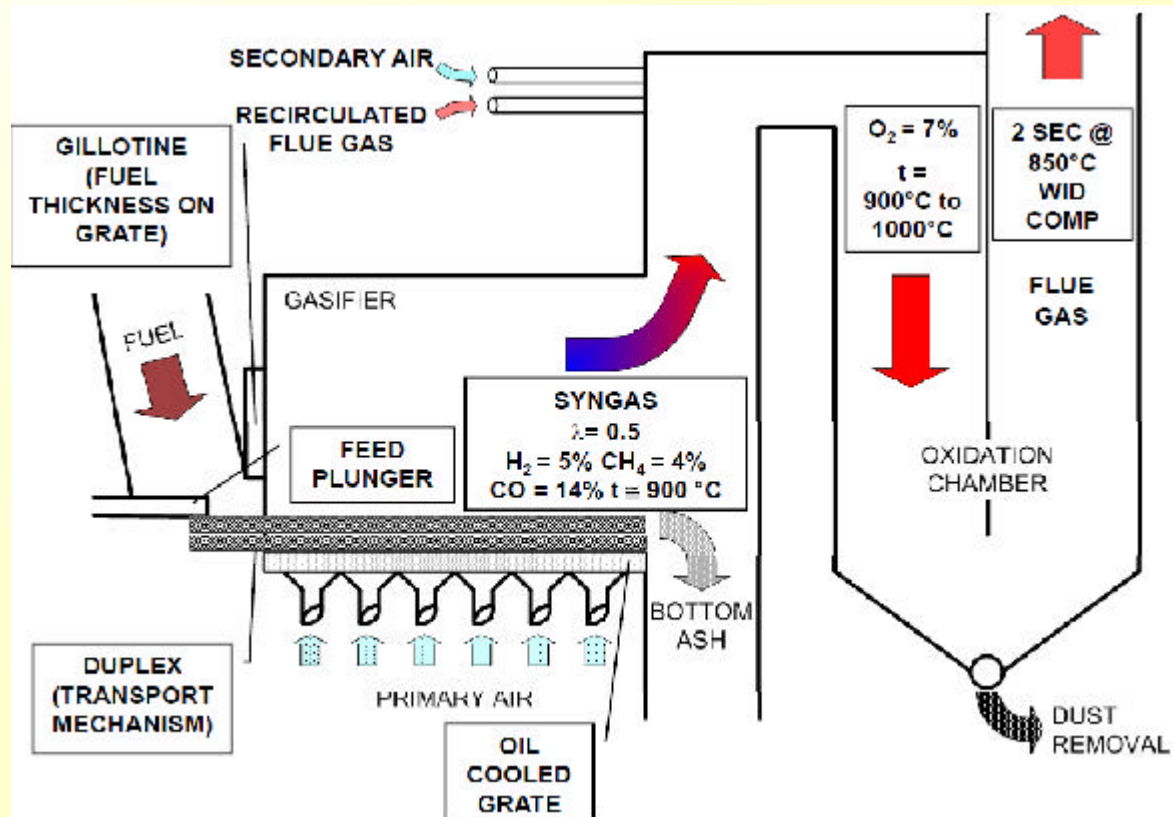 SECONDARY AIR
RECIRCULATED
FLUE GAS
GILLOTINE
(FUEL
THICKNESS ON
GRATE)
O₂ = 7%
t =
900°C to
1000°C
2 SEC @
850°C
WID
COMP
GASIFIER
FUEL
FLUE
GAS
SYNGAS
λ= 0.5
H₂ = 5% CH₄ = 4%
CO = 14% t = 900 °C
FEED
PLUNGER
OXIDATION
CHAMBER
BOTTOM
ASH
DUPLEX
(TRANSPORT
MECHANISM)
PRIMARY AIR
OIL
COOLED
GRATE
DUST
REMOVAL